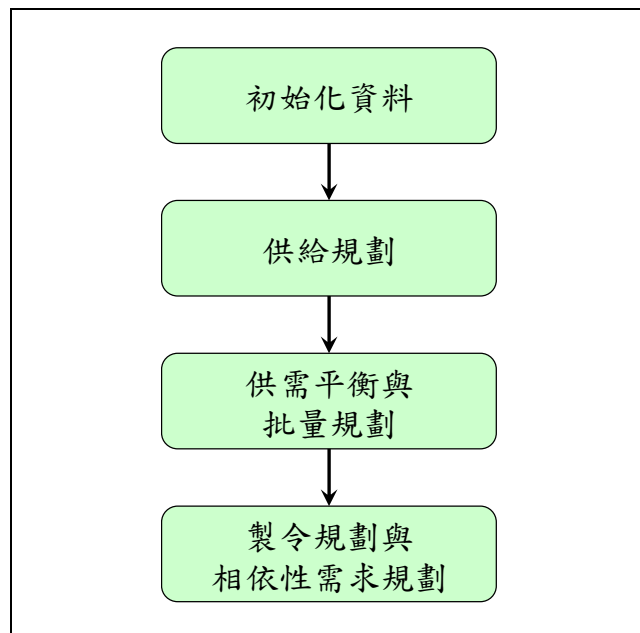 初始化資料
供給規劃
供需平衡與
批量規劃
製令規劃與
相依性需求規劃